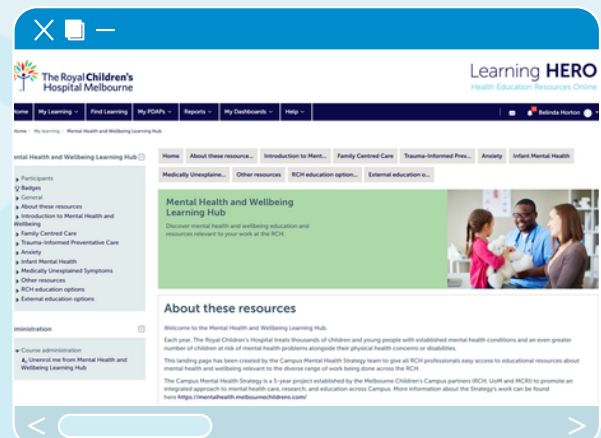 The Royal Children's
Hospital Melbourne
Learning HERO
Health Education Resources Online
Home My Learning Find Learning My PDAPs Reports My Dashboards Help Belinda Horton
Home My learning Mental Health and Wellbeing Learning Hub
ental Health and Wellbeing Learning Hub
Participants
Badges
General
About these resources
Introduction to Mental Health and
Wellbeing
Family Centred Care
Trauma-Informed Preventative Care
Anxiety
Infant Mental Health
Medically Unexplained Symptoms
Other resources
RCH education options
External education options
ministration
Course administration
Unenrol me from Mental Health and
Wellbeing Learning Hub
Home About these resource... Introduction to Ment... Family Centred Care Trauma-Informed Prev... Anxiety Infant Mental Health
Medically Unexplaine... Other resources RCH education option... External education o...
Mental Health and Wellbeing
Learning Hub
Discover mental health and wellbeing education and
resources relevant to your work at the RCH.
About these resources
Welcome to the Mental Health and Wellbeing Learning Hub.
Each year, The Royal Children's Hospital treats thousands of children and young people with established mental health conditions and an even greater
number of children at risk of mental health problems alongside their physical health concerns or disabilities.
This landing page has been created by the Campus Mental Health Strategy team to give all RCH professionals easy access to educational resources about
mental health and wellbeing relevant to the diverse range of work being done across the RCH.
The Campus Mental Health Strategy is a 5-year project established by the Melbourne Children's Campus partners (RCH, UoM and MCRI) to promote an
integrated approach to mental health care, research, and education across Campus. More information about the Strategy's work can be found
here https://mentalhealth.melbournechildrens.com/